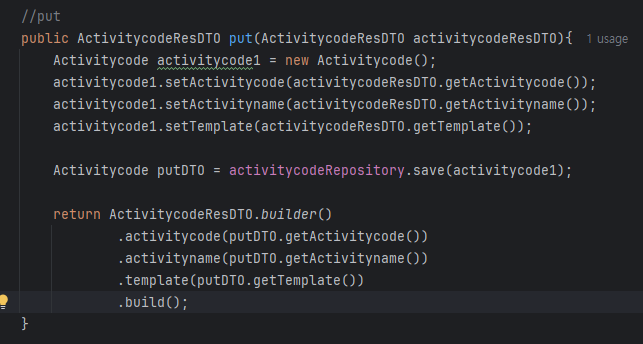 //put
public ActivitycodeResDTO put(ActivitycodeResDTO activitycodeResDTO){ 1 usage
    Activitycode activitycode1 = new Activitycode();
    activitycode1.setActivitycode(activitycodeResDTO.getActivitycode());
    activitycode1.setActivityname(activitycodeResDTO.getActivityname());
    activitycode1.setTemplate(activitycodeResDTO.getTemplate());

    Activitycode putDTO = activitycodeRepository.save(activitycode1);

    return ActivitycodeResDTO.builder()
            .activitycode(putDTO.getActivitycode())
            .activityname(putDTO.getActivityname())
            .template(putDTO.getTemplate())
            .build();
}